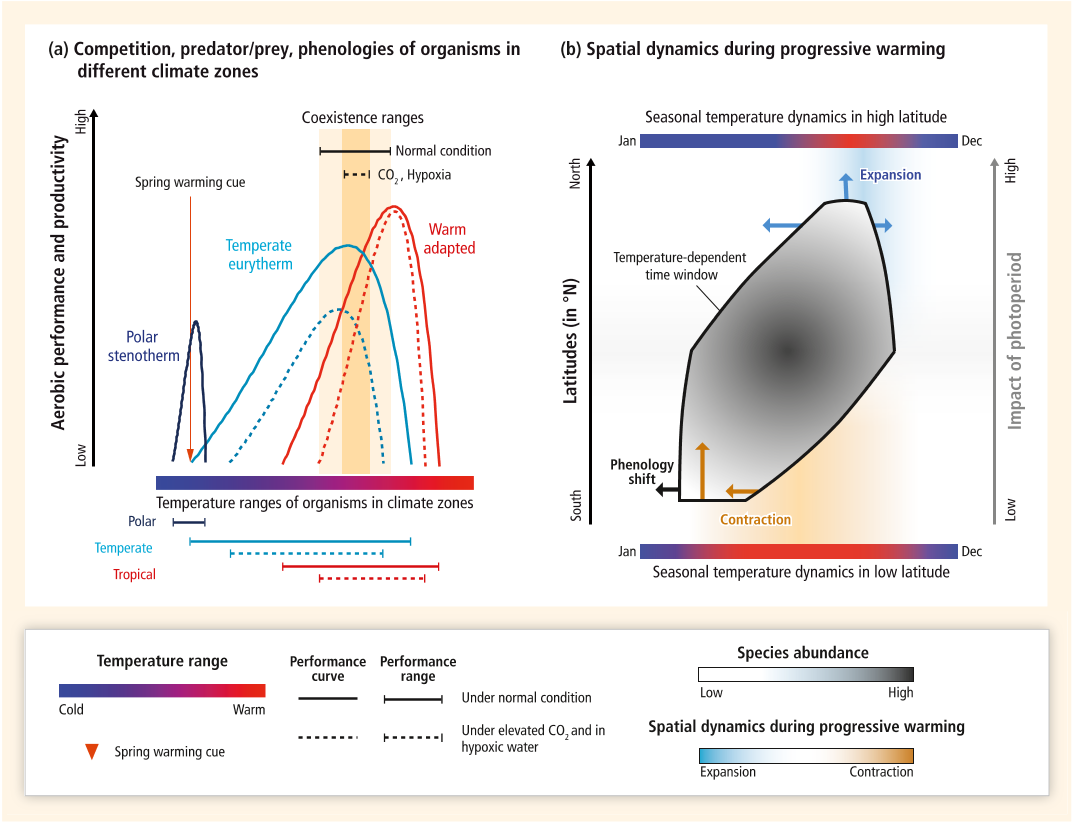 (a) Competition, predator/prey, phenologies of organisms in
different climate zones
High
Aerobic performance and productivity
Low
Coexistence ranges
Normal condition
CO2 , Hypoxia
Spring warming cue
Temperate
eurytherm
Warm
adapted
Polar
stenotherm
Temperature ranges of organisms in climate zones
Polar
Temperate
Tropical
(b) Spatial dynamics during progressive warming
Seasonal temperature dynamics in high latitude
Jan
Dec
North
Latitudes (in °N)
South
High
Impact of photoperiod
Low
Expansion
Temperature-dependent
time window
Phenology
shift
Contraction
Jan
Dec
Seasonal temperature dynamics in low latitude
Temperature range
Cold
Warm
Spring warming cue
Performance
curve
Performance
range
Under normal condition
Under elevated CO2 and in
hypoxic water
Species abundance
Low
High
Spatial dynamics during progressive warming
Expansion
Contraction